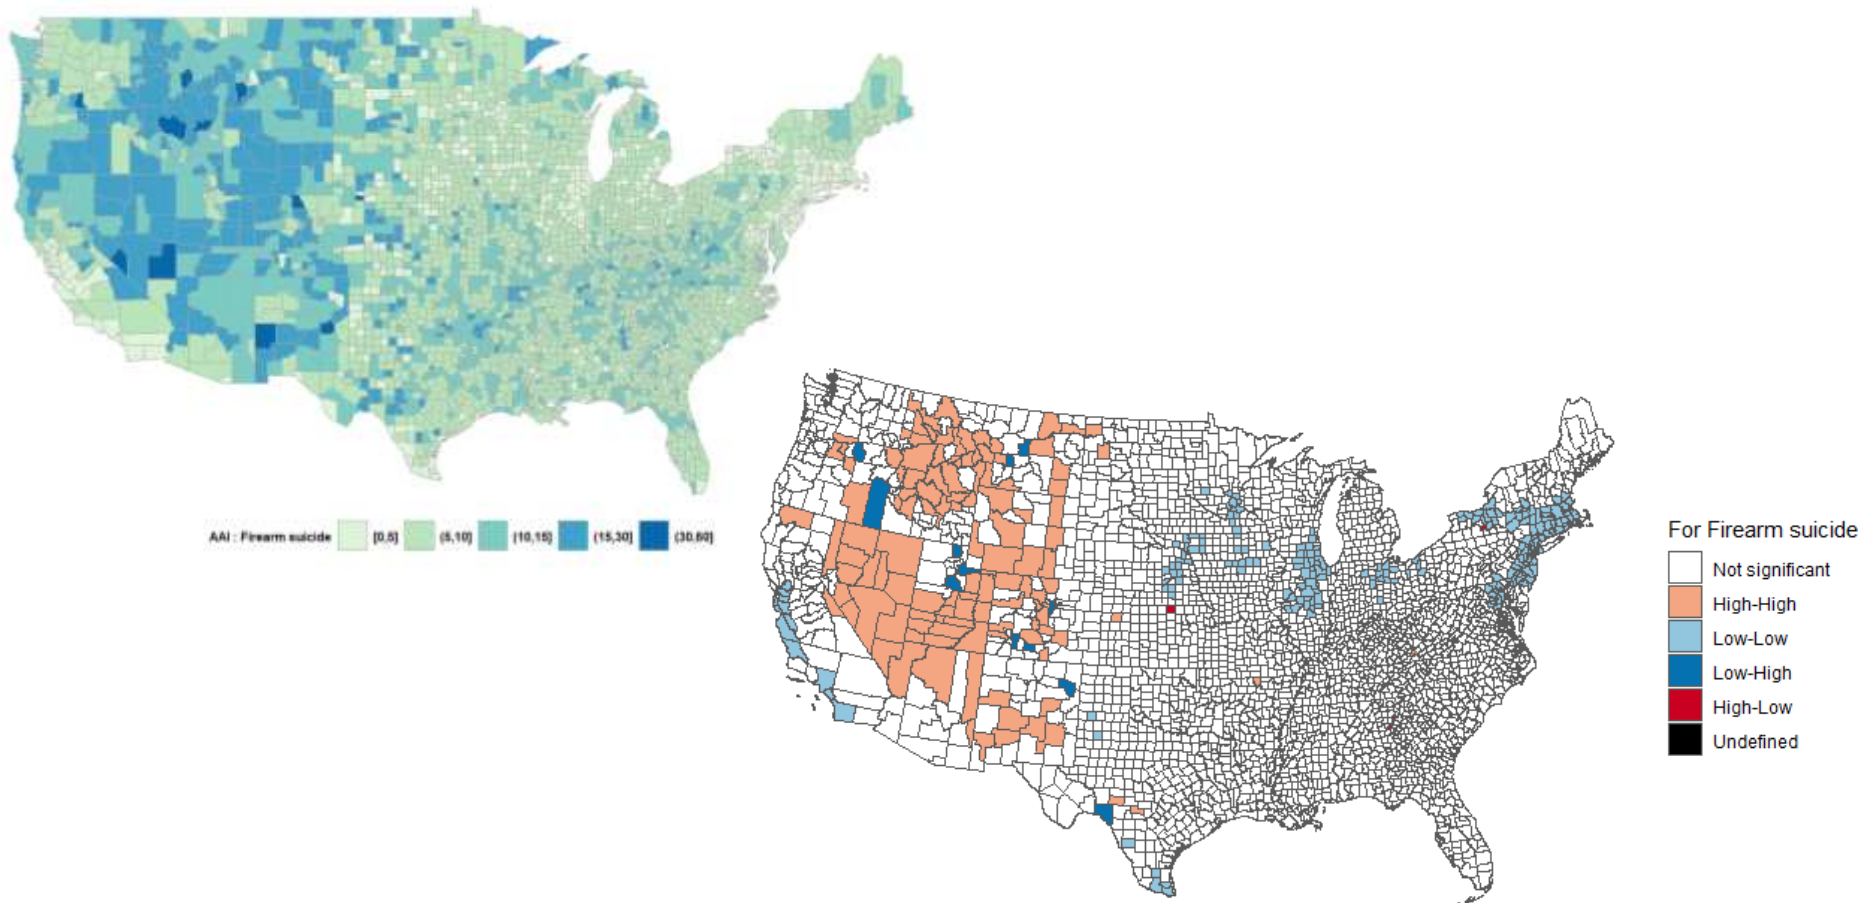 AAI : Firearm suicide [0,5] (5,10] (10,15] (15,30] (30,60]
For Firearm suicide
Not significant
High-High
Low-Low
Low-High
High-Low
Undefined